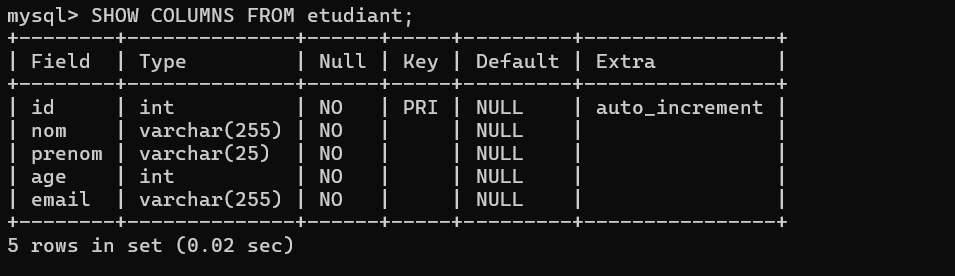 mysql> SHOW COLUMNS FROM etudiant;
+--------+--------------+------+-----+---------+----------------+
| Field  | Type         | Null | Key | Default | Extra          |
+--------+--------------+------+-----+---------+----------------+
| id     | int          | NO   | PRI | NULL    | auto_increment |
| nom    | varchar(255) | NO   |     | NULL    |                |
| prenom | varchar(25)  | NO   |     | NULL    |                |
| age    | int          | NO   |     | NULL    |                |
| email  | varchar(255) | NO   |     | NULL    |                |
+--------+--------------+------+-----+---------+----------------+
5 rows in set (0.02 sec)